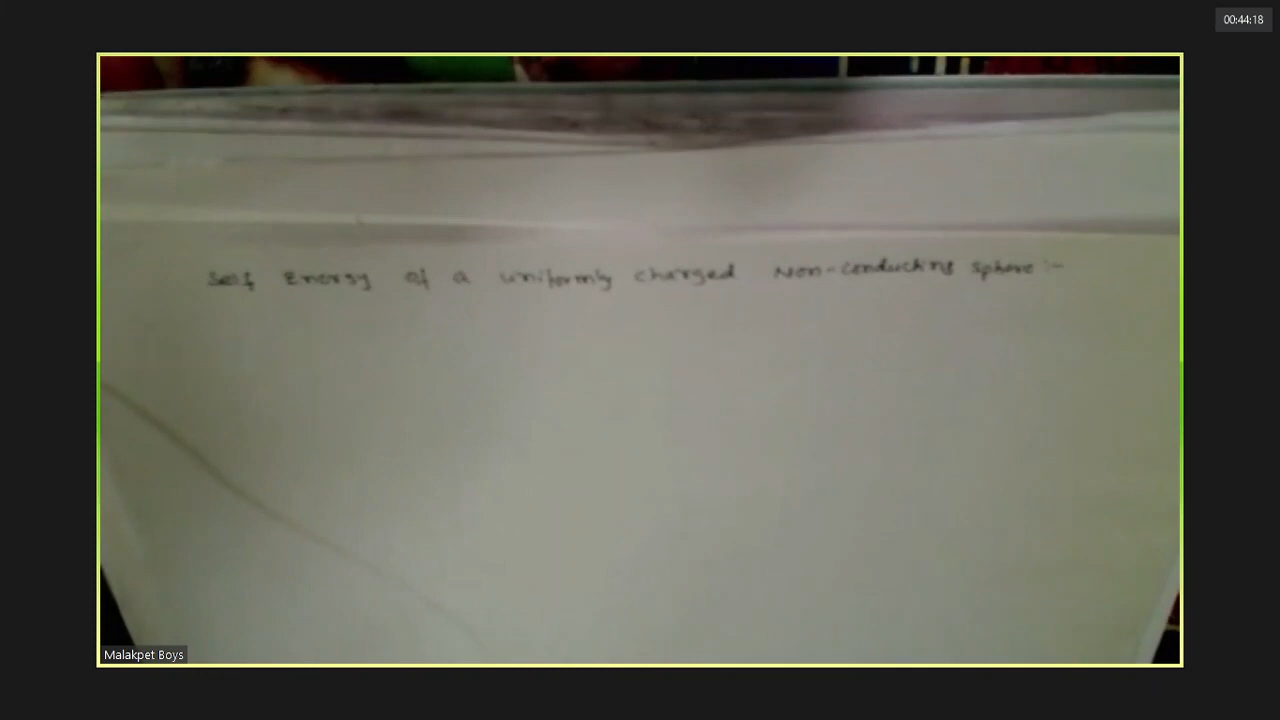 00:44:18
Self Energy of a uniformly charged Non-conducting sphere :-
Malakpet Boys